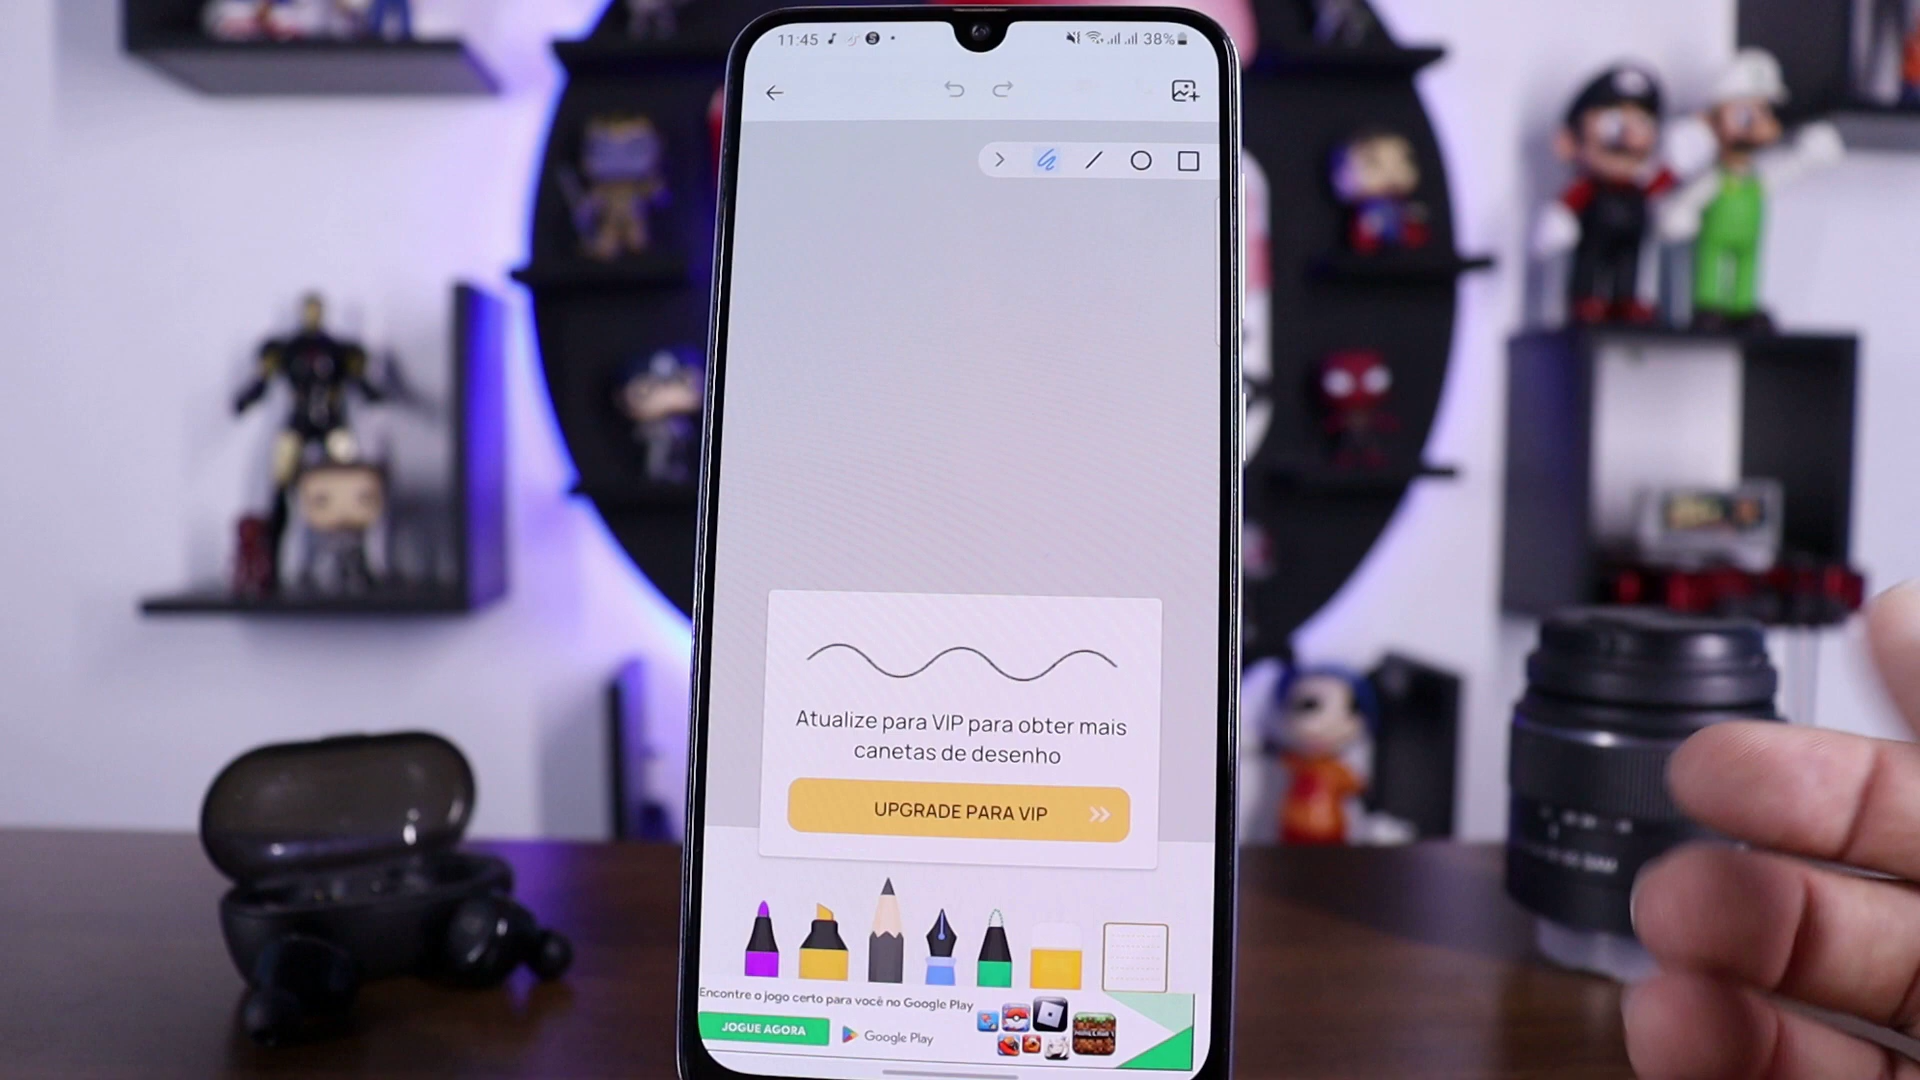 11:45
38%
Atualize para VIP para obter mais
canetas de desenho
UPGRADE PARA VIP
Encontre o jogo certo para você no Google Play
JOGUE AGORA
Google Play